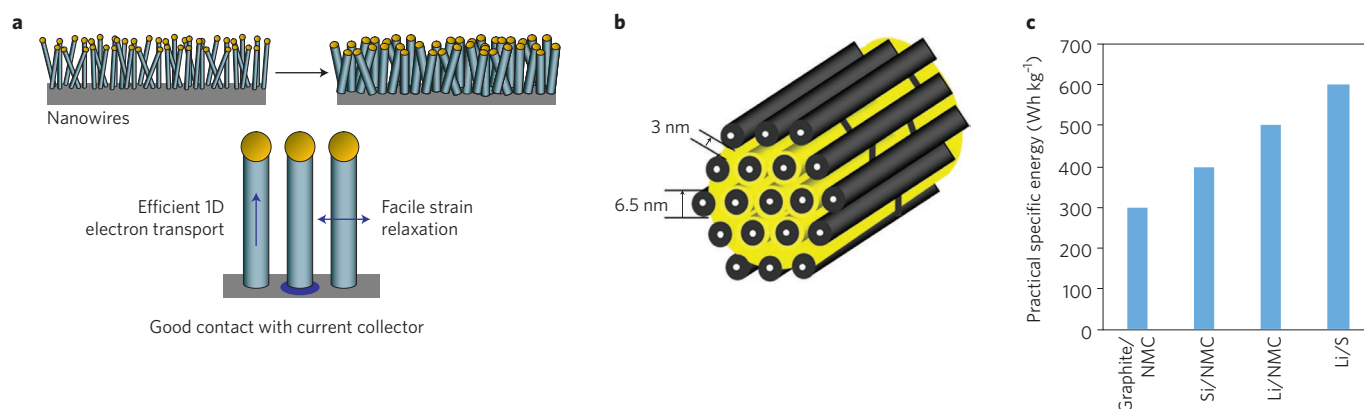 a
Nanowires
Efficient 1D
electron transport
Facile strain
relaxation
Good contact with current collector
b
3 nm
6.5 nm
c
Practical specific energy (Wh kg⁻¹)
700
600
500
400
300
200
100
0
Graphite/
NMC
Si/NMC
Li/NMC
Li/S